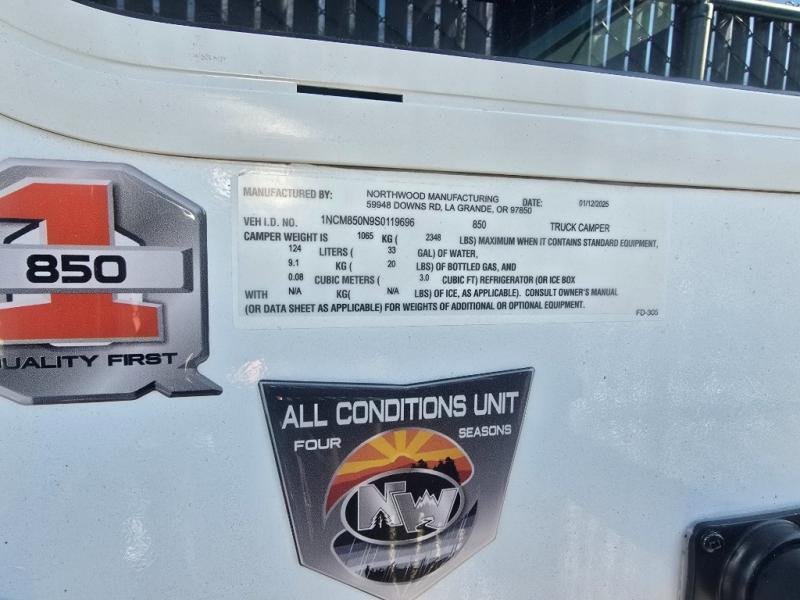 MANUFACTURED BY: NORTHWOOD MANUFACTURING DATE: 01/12/2025
59948 DOWNS RD, LA GRANDE, OR 97850
VEH I.D. NO. 1NCM850N9S0119696 850 TRUCK CAMPER
CAMPER WEIGHT IS 1065 KG ( 2348 LBS) MAXIMUM WHEN IT CONTAINS STANDARD EQUIPMENT,
124 LITERS ( 33 GAL) OF WATER,
9.1 KG ( 20 LBS) OF BOTTLED GAS, AND
0.08 CUBIC METERS ( 3.0 CUBIC FT) REFRIGERATOR (OR ICE BOX
WITH N/A KG( N/A LBS) OF ICE, AS APPLICABLE). CONSULT OWNER'S MANUAL
(OR DATA SHEET AS APPLICABLE) FOR WEIGHTS OF ADDITIONAL OR OPTIONAL EQUIPMENT.
FD-305
1
850
QUALITY FIRST
ALL CONDITIONS UNIT
FOUR SEASONS
NW